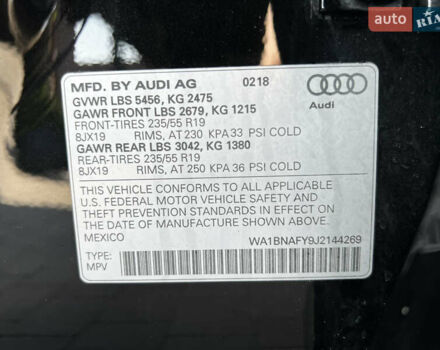 AUTO
RIA
MFD. BY AUDI AG 0218
GVWR LBS 5456, KG 2475
GAWR FRONT LBS 2679, KG 1215
FRONT-TIRES 235/55 R19
8JX19 RIMS, AT 230 KPA 33 PSI COLD
GAWR REAR LBS 3042, KG 1380
REAR-TIRES 235/55 R19
8JX19 RIMS, AT 250 KPA 36 PSI COLD
Audi
THIS VEHICLE CONFORMS TO ALL APPLICABLE
U.S. FEDERAL MOTOR VEHICLE SAFETY AND
THEFT PREVENTION STANDARDS IN EFFECT ON THE
DATE OF MANUFACTURE SHOWN ABOVE.
MEXICO WA1BNAFY9J2144269
TYPE:
MPV